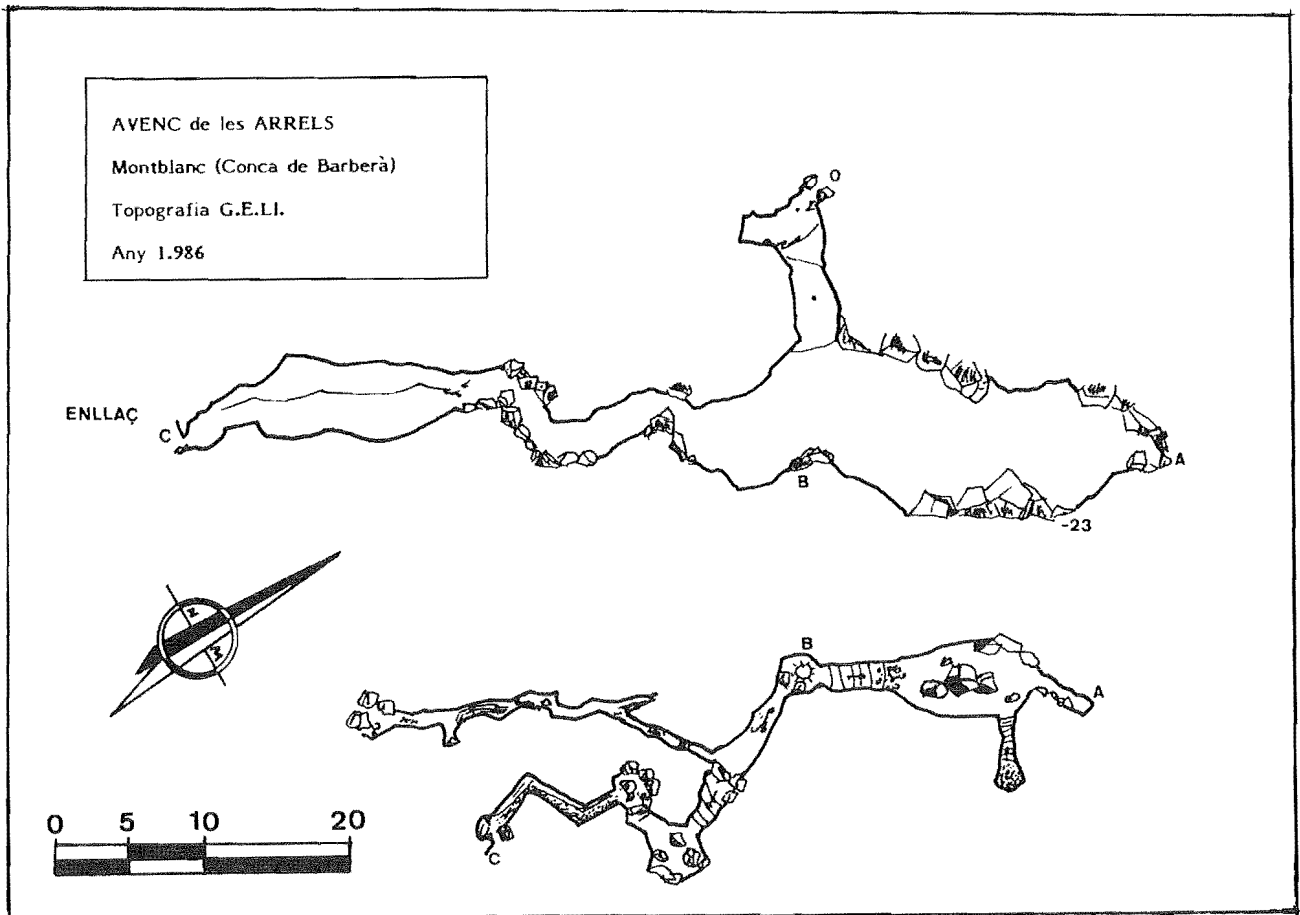 AVENC de les ARRELS
Montblanc (Conca de Barberà)
Topografia G.E.Ll.
Any 1.986
O
ENLLAÇ
C
A
B
-23
N
M
B
A
C
0 5 10 20